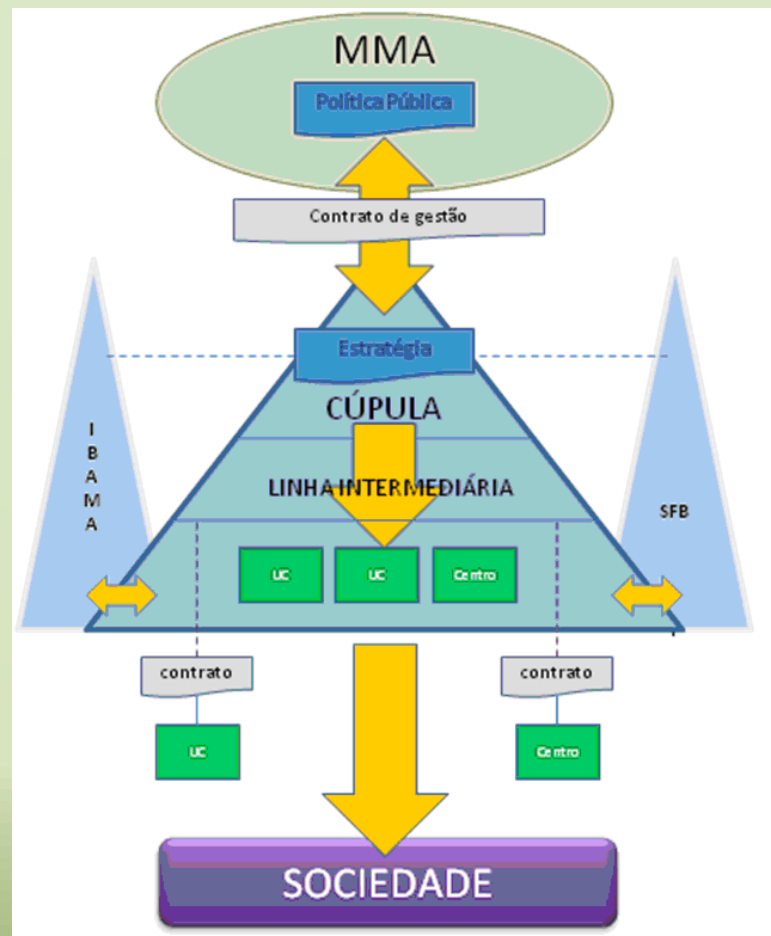 MMA
Política Pública
Contrato de gestão
Estratégia
CÚPULA
LINHA INTERMEDIÁRIA
IBAMA
SFB
UC
UC
Centro
contrato
contrato
UC
Centro
SOCIEDADE